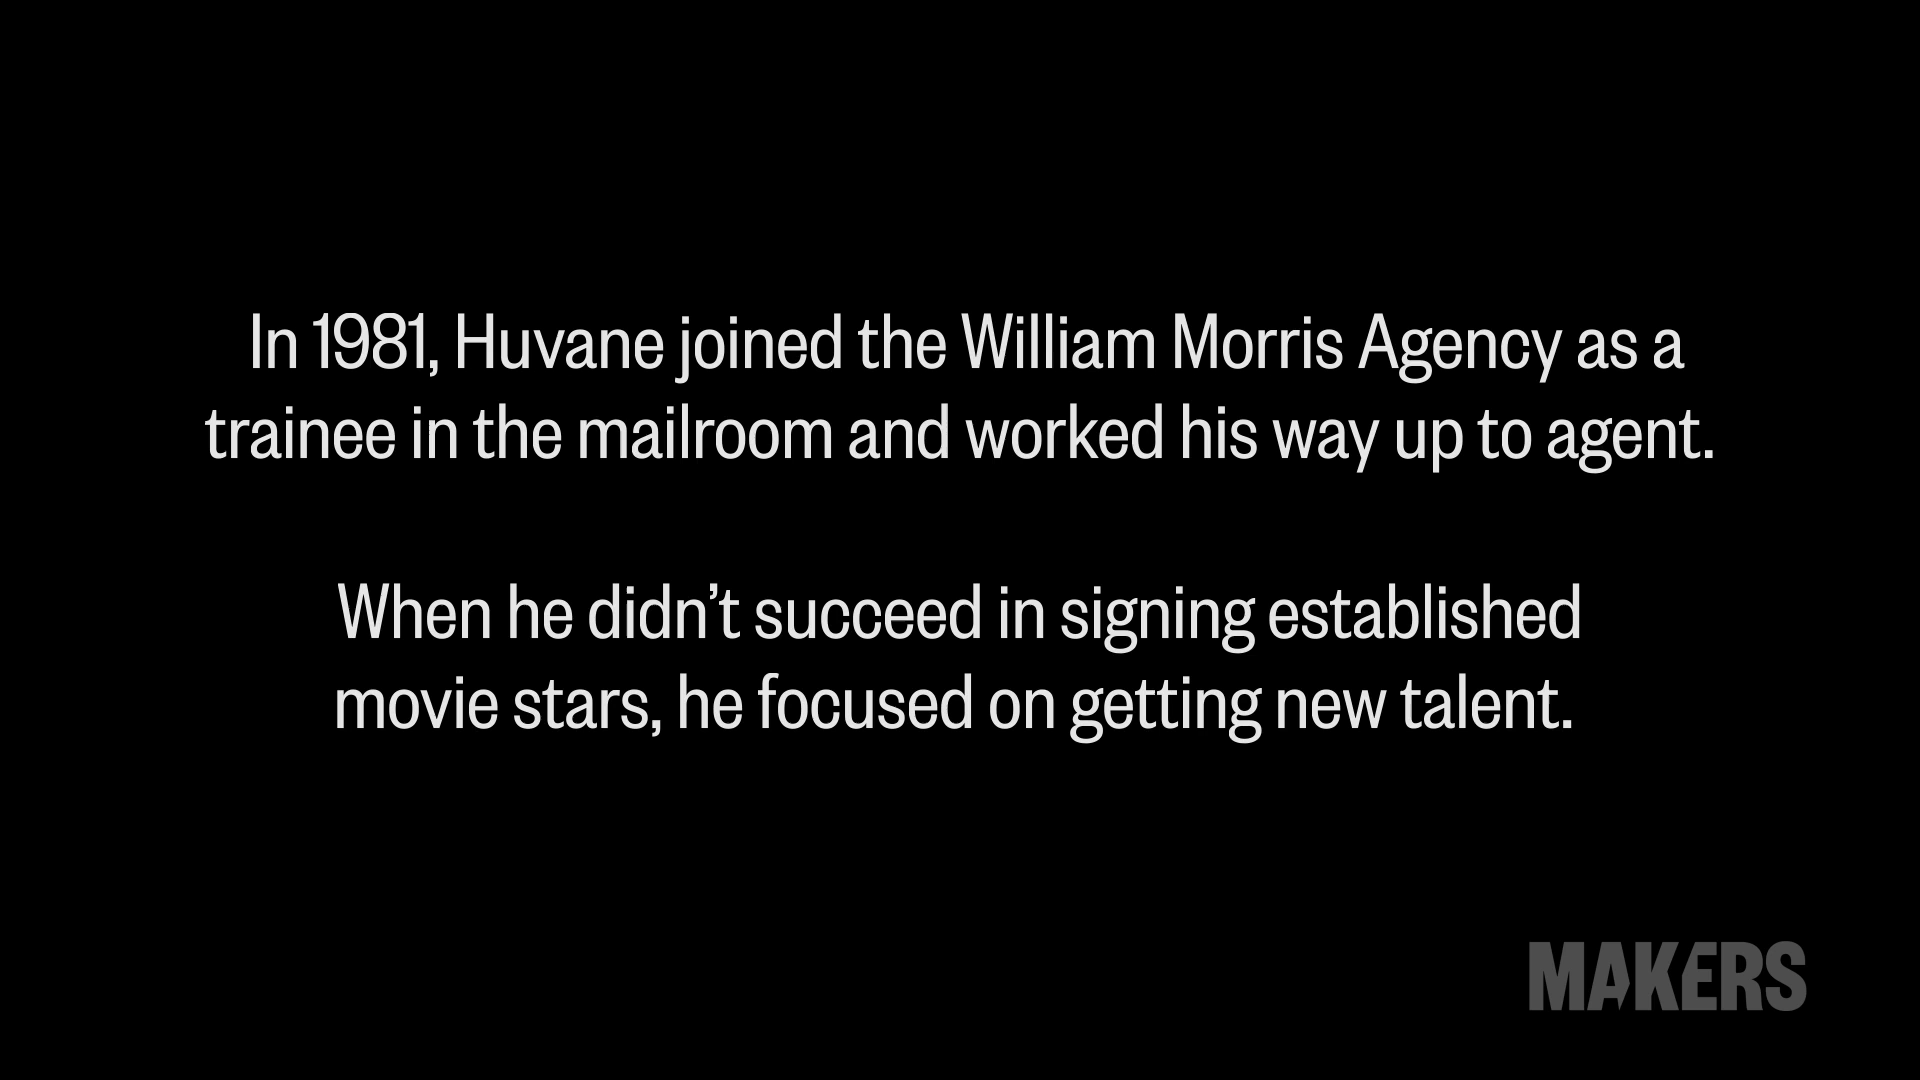 In 1981, Huvane joined the William Morris Agency as a
trainee in the mailroom and worked his way up to agent.
When he didn’t succeed in signing established
movie stars, he focused on getting new talent.
MAKERS